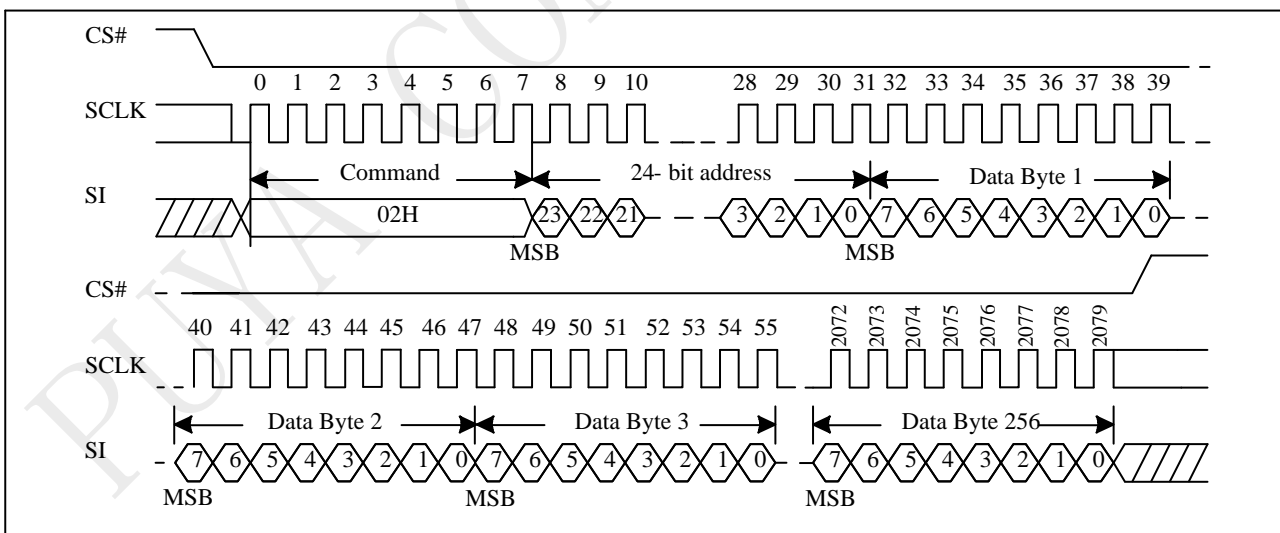 CS#
0 1 2 3 4 5 6 7 8 9 10 28 29 30 31 32 33 34 35 36 37 38 39
SCLK
Command 24- bit address Data Byte 1
SI
02H 23 22 21 3 2 1 0 7 6 5 4 3 2 1 0
MSB MSB
CS#
40 41 42 43 44 45 46 47 48 49 50 51 52 53 54 55 2072 2073 2074 2075 2076 2077 2078 2079
SCLK
Data Byte 2 Data Byte 3 Data Byte 256
SI
7 6 5 4 3 2 1 0 7 6 5 4 3 2 1 0 7 6 5 4 3 2 1 0
MSB MSB MSB
PUYA CON